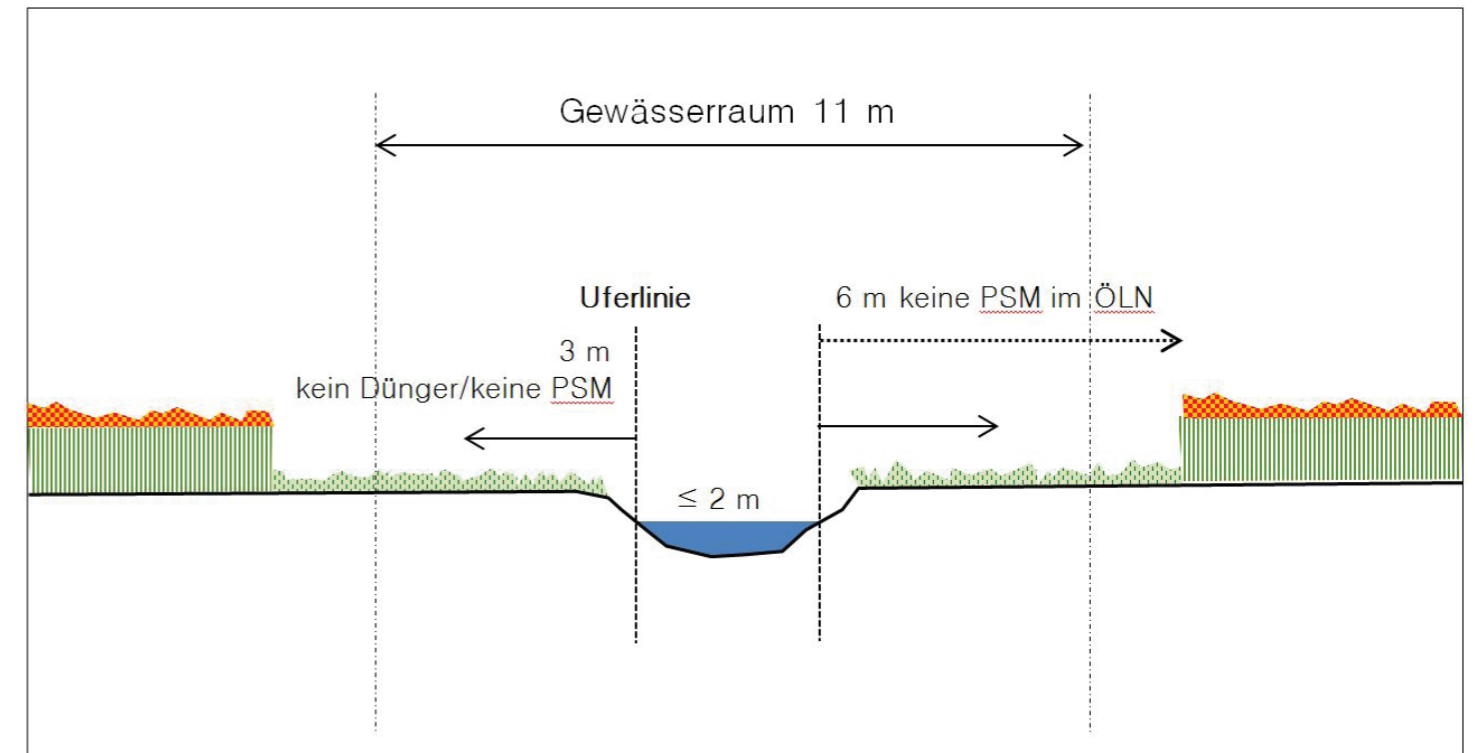 Gewässerraum 11 m
Uferlinie
6 m keine PSM im ÖLN
3 m
kein Dünger/keine PSM
≤ 2 m